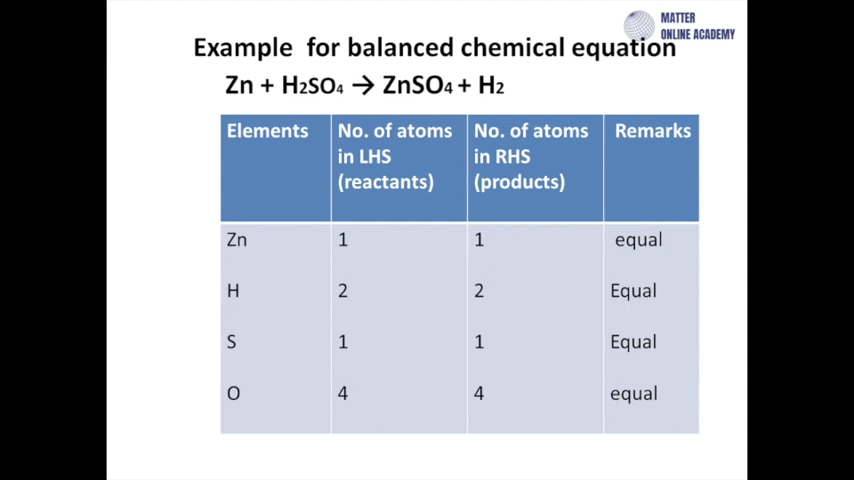 MATTER
ONLINE ACADEMY
Example for balanced chemical equation
Zn + H2SO4 → ZnSO4 + H2
Elements No. of atoms in LHS (reactants) No. of atoms in RHS (products) Remarks
Zn 1 1 equal
H 2 2 Equal
S 1 1 Equal
O 4 4 equal